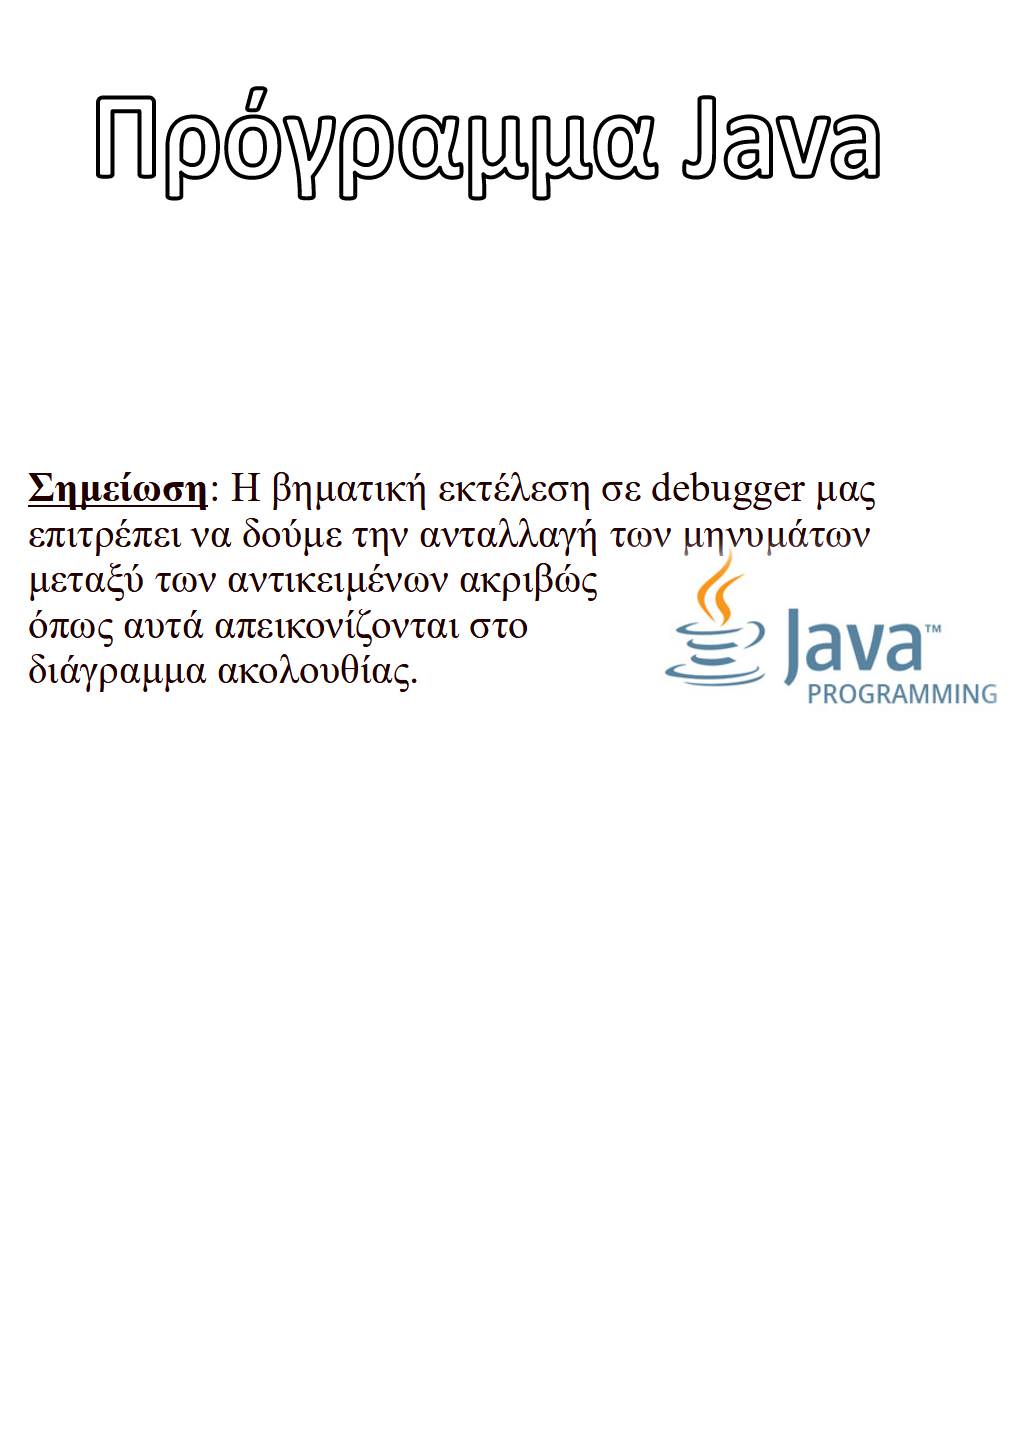 Πρόγραμμα Java
Σημείωση: Η βηματική εκτέλεση σε debugger μας
επιτρέπει να δούμε την ανταλλαγή των μηνυμάτων
μεταξύ των αντικειμένων ακριβώς
όπως αυτά απεικονίζονται στο
διάγραμμα ακολουθίας.
Java™
PROGRAMMING